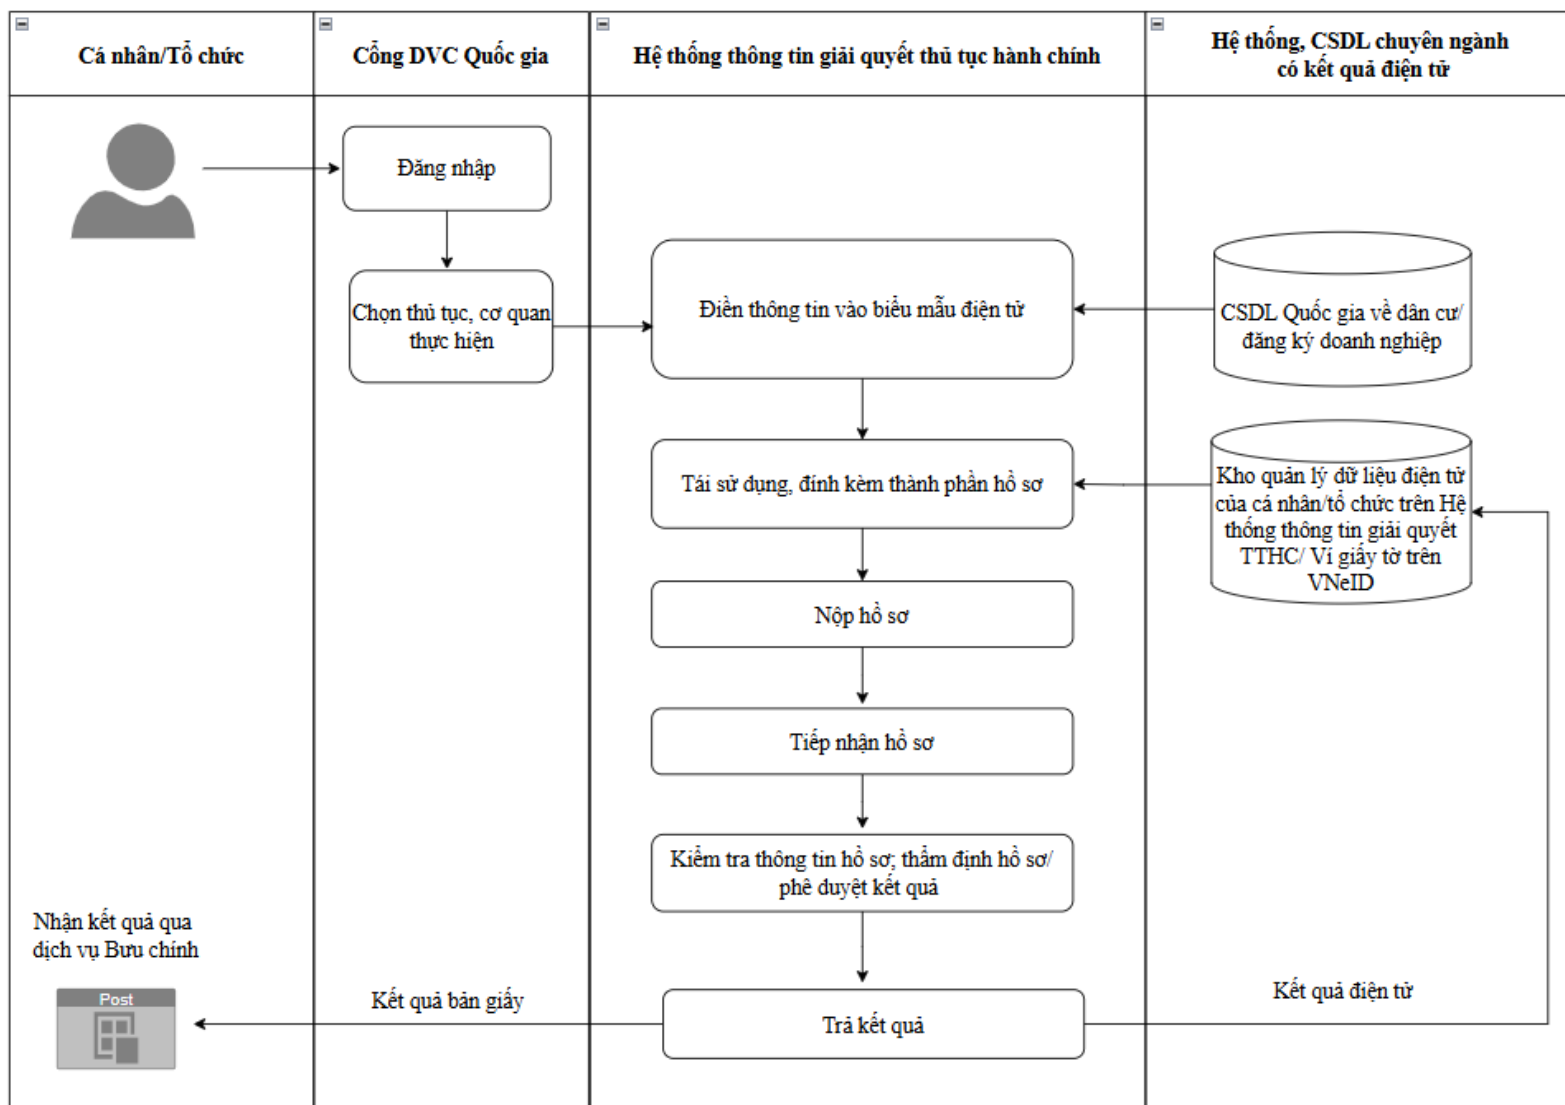 Cá nhân/Tổ chức
Cổng DVC Quốc gia
Hệ thống thông tin giải quyết thủ tục hành chính
Hệ thống, CSDL chuyên ngành
có kết quả điện tử
Đăng nhập
Chọn thủ tục, cơ quan
thực hiện
Điền thông tin vào biểu mẫu điện tử
CSDL Quốc gia về dân cư/
đăng ký doanh nghiệp
Tái sử dụng, đính kèm thành phần hồ sơ
Kho quản lý dữ liệu điện tử
của cá nhân/tổ chức trên Hệ
thống thông tin giải quyết
TTHC/ Ví giấy tờ trên
VNeID
Nộp hồ sơ
Tiếp nhận hồ sơ
Kiểm tra thông tin hồ sơ; thẩm định hồ sơ/
phê duyệt kết quả
Nhận kết quả qua
dịch vụ Bưu chính
Post
Kết quả bản giấy
Trả kết quả
Kết quả điện tử